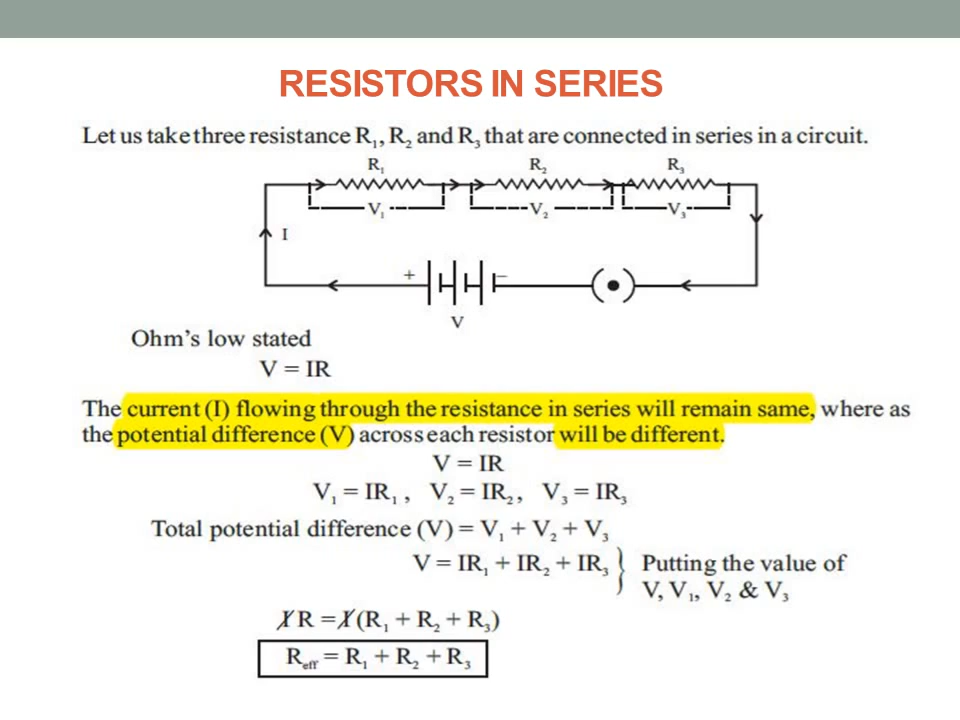 RESISTORS IN SERIES
Let us take three resistance R₁, R₂ and R₃ that are connected in series in a circuit.
R₁ R₂ R₃
V₁ V₂ V₃
I
+ –
V
Ohm's low stated
V = IR
The current (I) flowing through the resistance in series will remain same, where as
the potential difference (V) across each resistor will be different.
V = IR
V₁ = IR₁ , V₂ = IR₂, V₃ = IR₃
Total potential difference (V) = V₁ + V₂ + V₃
V = IR₁ + IR₂ + IR₃ } Putting the value of
V, V₁, V₂ & V₃
I R = I (R₁ + R₂ + R₃)
Reff = R₁ + R₂ + R₃